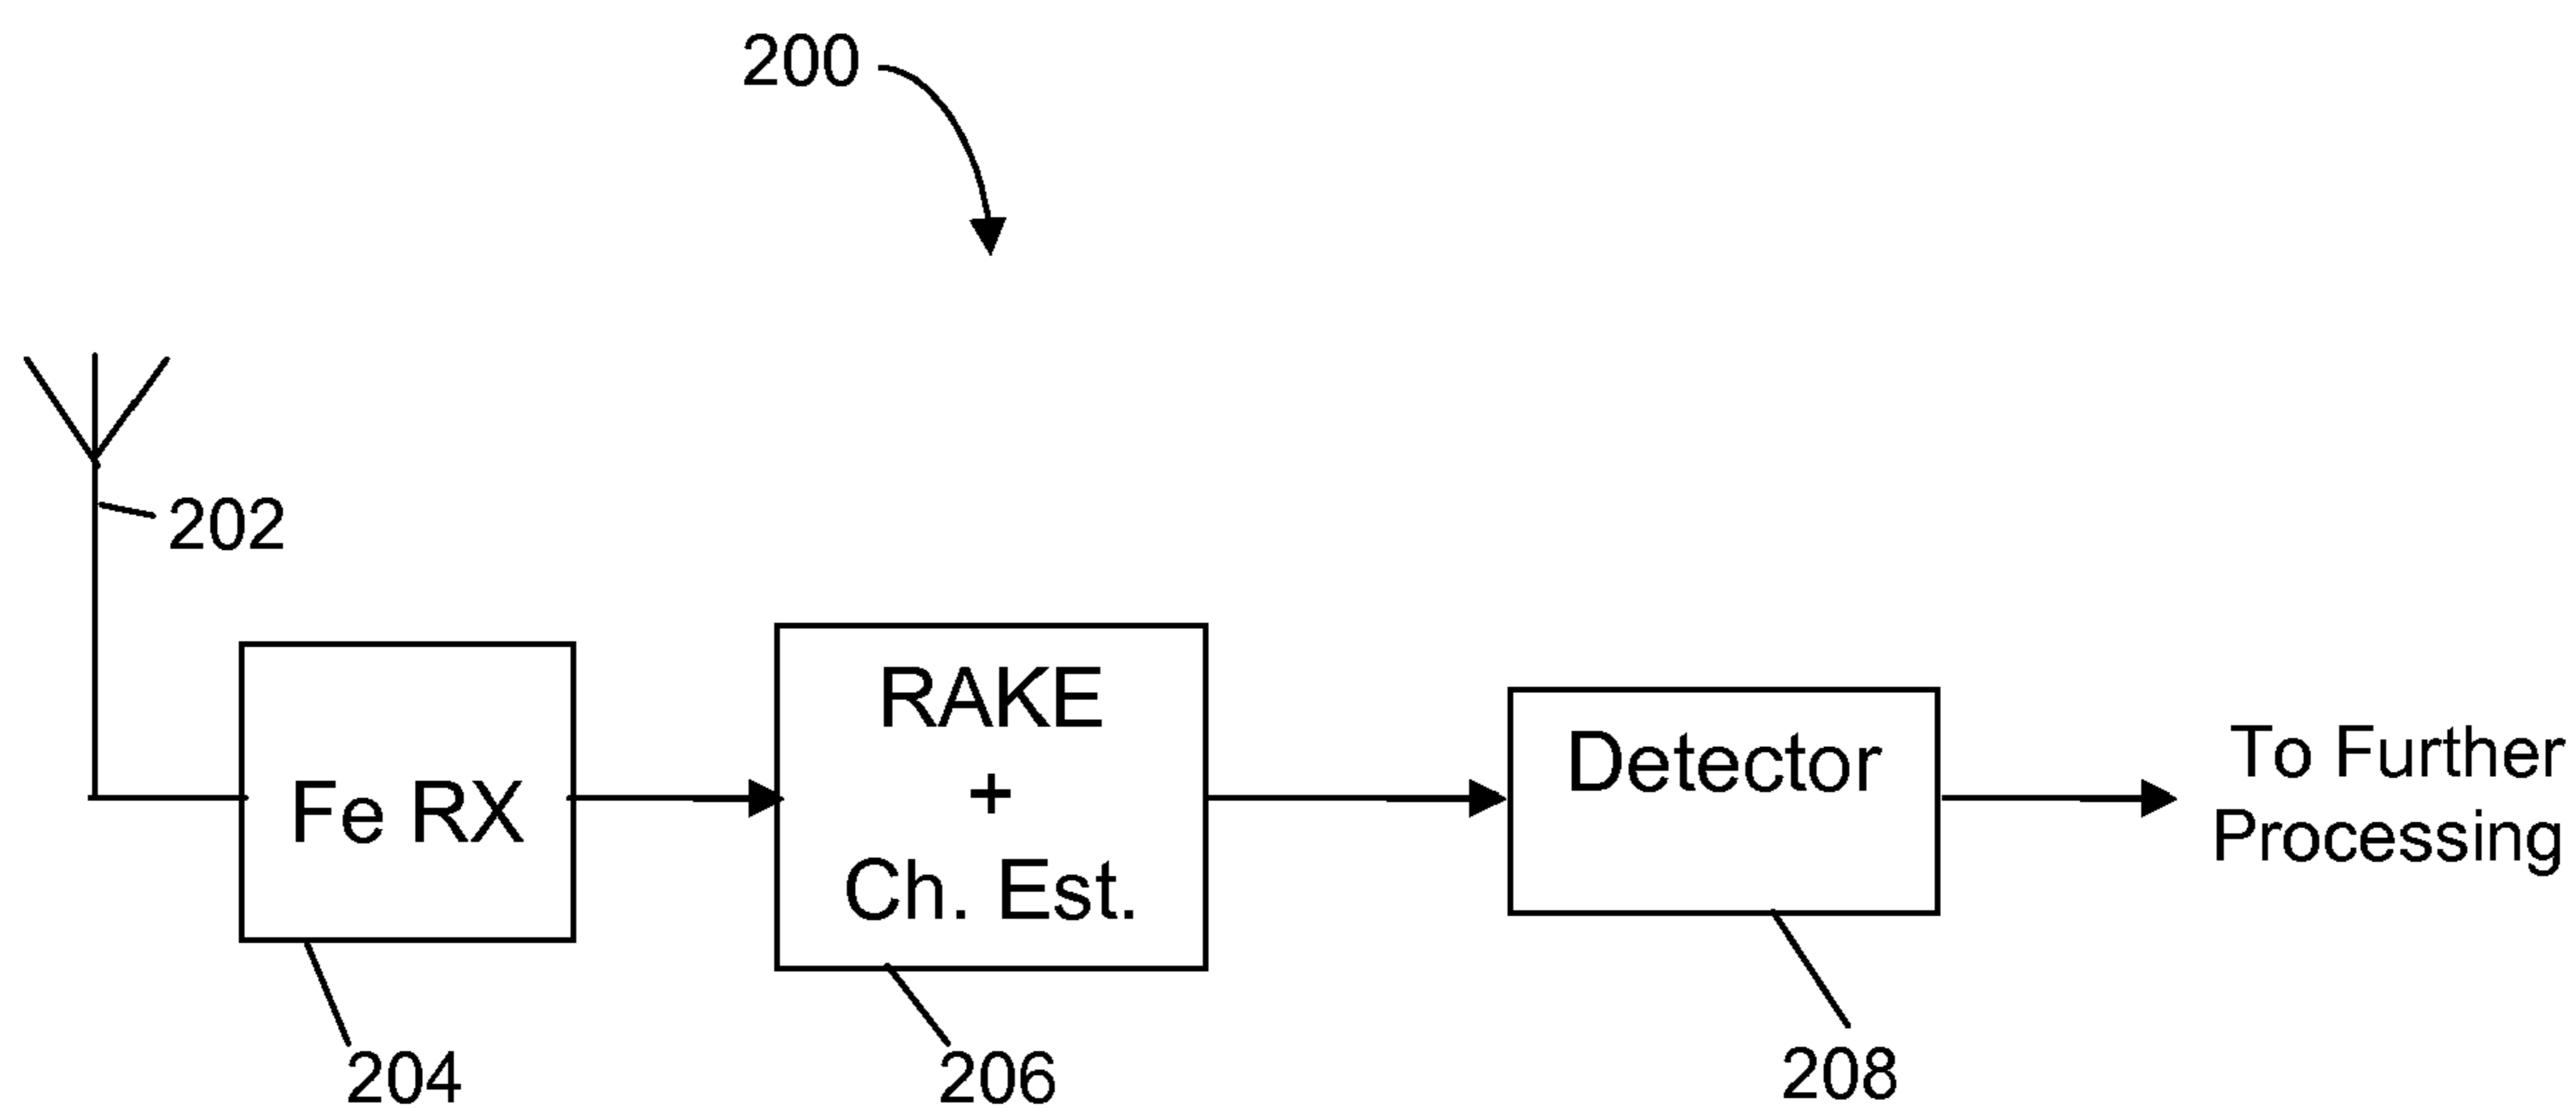 200
202
Fe RX
RAKE
+
Ch. Est.
Detector
To Further
Processing
204
206
208